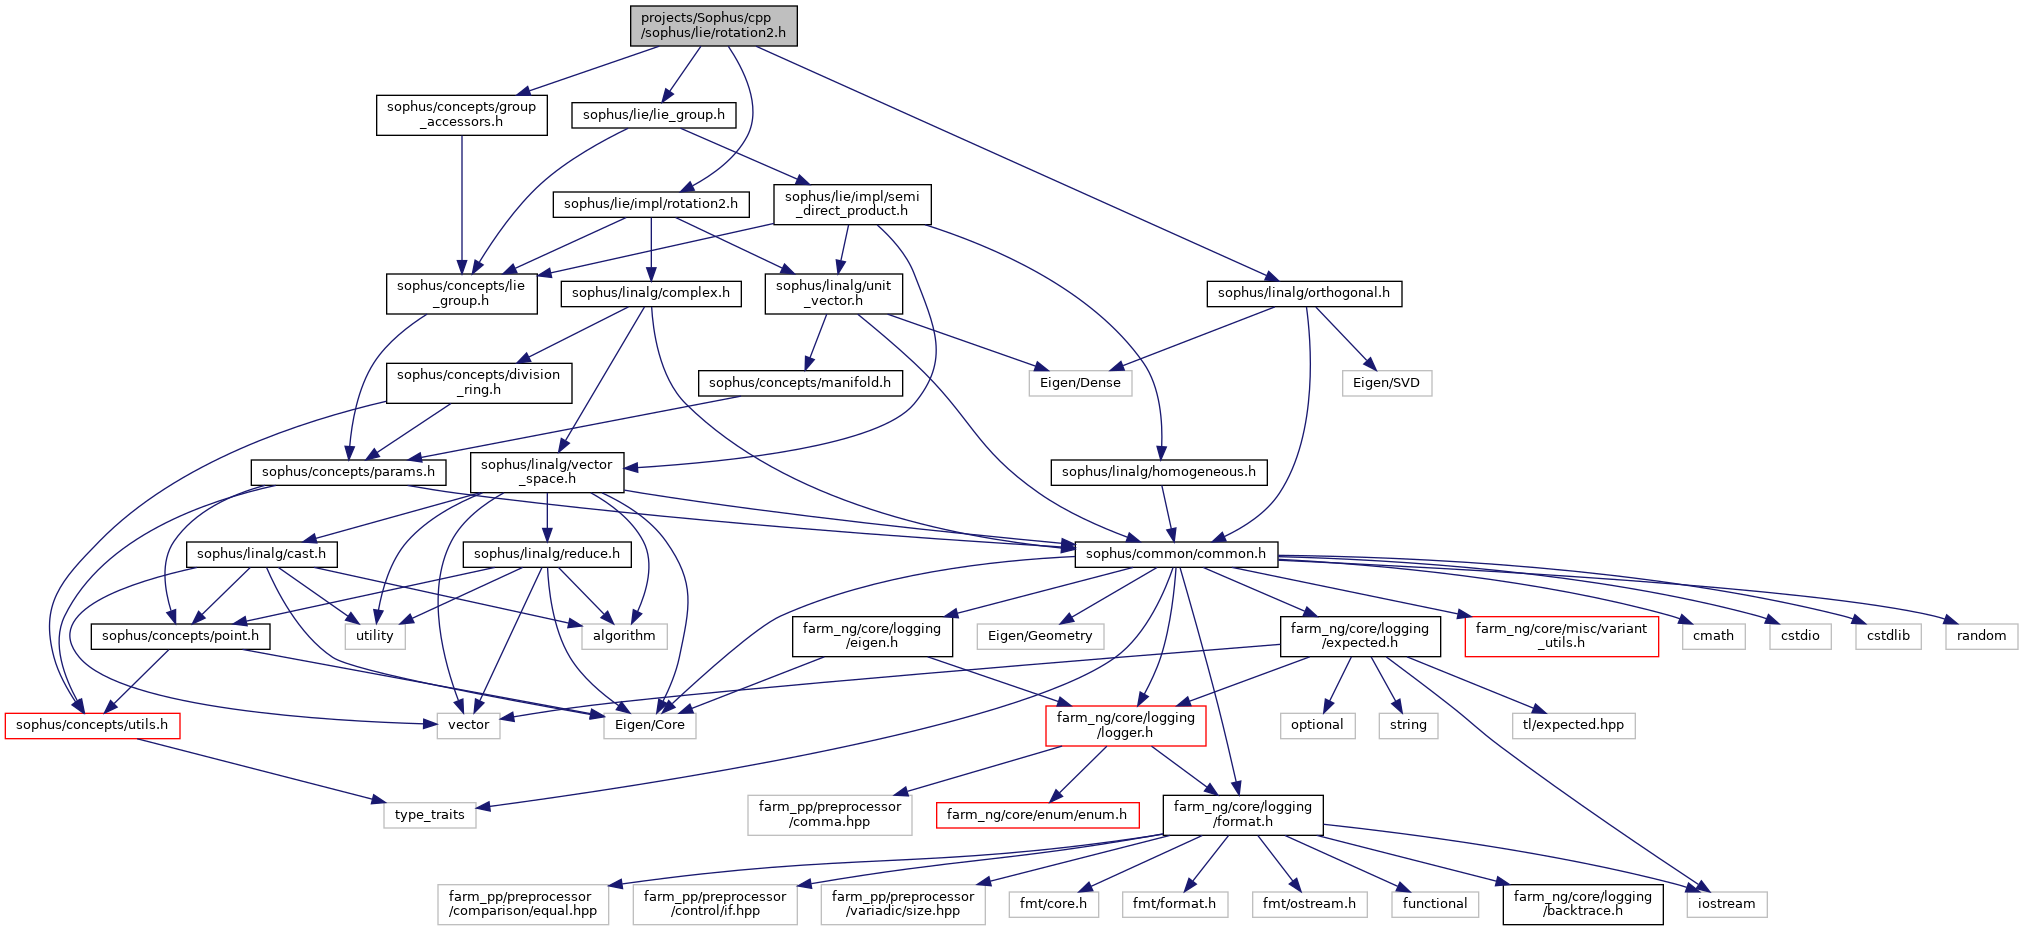 projects/Sophus/cpp
/sophus/lie/rotation2.h
sophus/concepts/group
_accessors.h
sophus/lie/lie_group.h
sophus/lie/impl/rotation2.h
sophus/lie/impl/semi
_direct_product.h
sophus/concepts/lie
_group.h
sophus/linalg/complex.h
sophus/linalg/unit
_vector.h
sophus/linalg/orthogonal.h
sophus/concepts/division
_ring.h
sophus/concepts/manifold.h
Eigen/Dense
Eigen/SVD
sophus/concepts/params.h
sophus/linalg/vector
_space.h
sophus/linalg/homogeneous.h
sophus/linalg/cast.h
sophus/linalg/reduce.h
sophus/common/common.h
sophus/concepts/point.h
utility
algorithm
farm_ng/core/logging
/eigen.h
Eigen/Geometry
farm_ng/core/logging
/expected.h
farm_ng/core/misc/variant
_utils.h
cmath
cstdio
cstdlib
random
sophus/concepts/utils.h
vector
Eigen/Core
farm_ng/core/logging
/logger.h
optional
string
tl/expected.hpp
type_traits
farm_pp/preprocessor
/comma.hpp
farm_ng/core/enum/enum.h
farm_ng/core/logging
/format.h
farm_pp/preprocessor
/comparison/equal.hpp
farm_pp/preprocessor
/control/if.hpp
farm_pp/preprocessor
/variadic/size.hpp
fmt/core.h
fmt/format.h
fmt/ostream.h
functional
farm_ng/core/logging
/backtrace.h
iostream